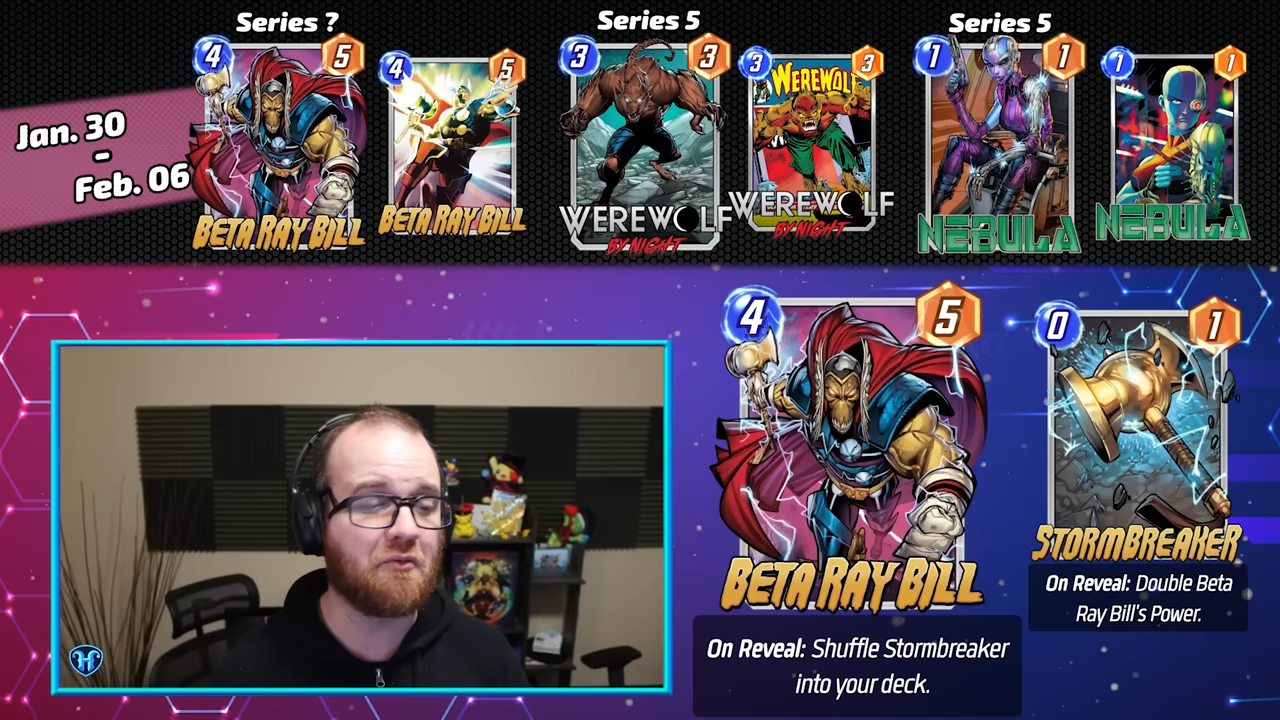 Series ?
Series 5
Series 5
Jan. 30
-
Feb. 06
4
5
BETA RAY BILL
4
5
BETA RAY BILL
3
3
WEREWOLF
BY NIGHT
3
3
WEREWOLF
WEREWOLF
BY NIGHT
1
1
NEBULA
1
1
NEBULA
4
5
BETA RAY BILL
On Reveal: Shuffle Stormbreaker
into your deck.
0
1
STORMBREAKER
On Reveal: Double Beta
Ray Bill's Power.
H